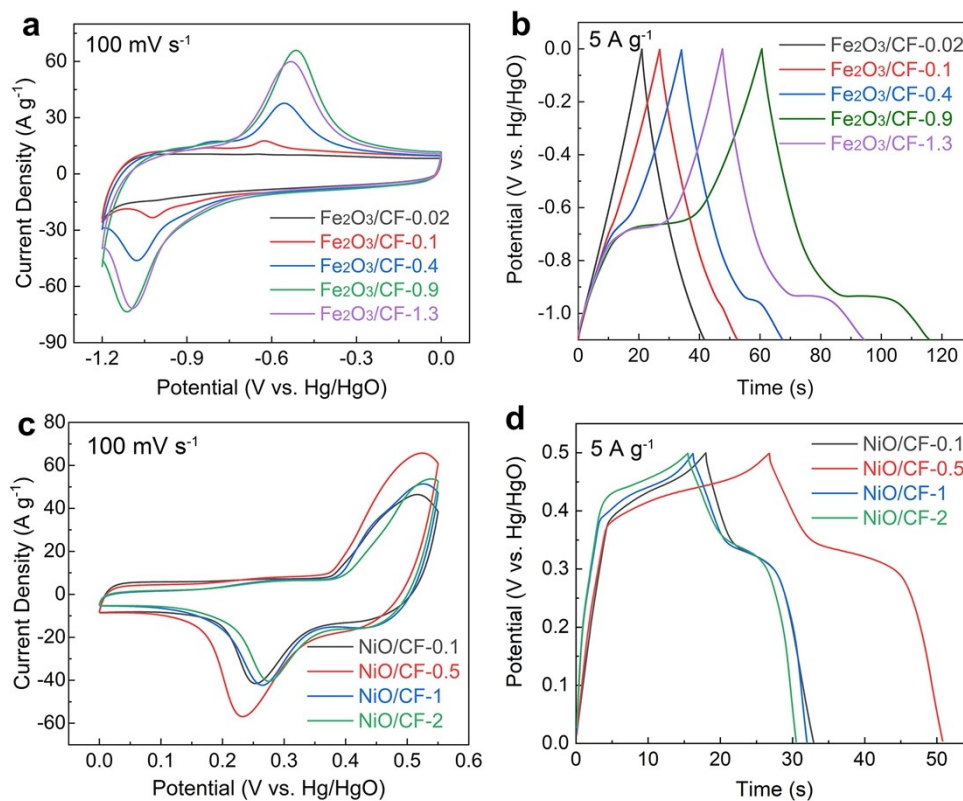 a
100 mV s⁻¹
60
30
0
-30
-60
-90
Current Density (A g⁻¹)
Fe₂O₃/CF-0.02
Fe₂O₃/CF-0.1
Fe₂O₃/CF-0.4
Fe₂O₃/CF-0.9
Fe₂O₃/CF-1.3
-1.2 -0.9 -0.6 -0.3 0.0
Potential (V vs. Hg/HgO)
b
5 A g⁻¹
0.0
-0.2
-0.4
-0.6
-0.8
-1.0
Potential (V vs. Hg/HgO)
Fe₂O₃/CF-0.02
Fe₂O₃/CF-0.1
Fe₂O₃/CF-0.4
Fe₂O₃/CF-0.9
Fe₂O₃/CF-1.3
0 20 40 60 80 100 120
Time (s)
c
100 mV s⁻¹
80
60
40
20
0
-20
-40
-60
Current Density (A g⁻¹)
NiO/CF-0.1
NiO/CF-0.5
NiO/CF-1
NiO/CF-2
0.0 0.1 0.2 0.3 0.4 0.5 0.6
Potential (V vs. Hg/HgO)
d
5 A g⁻¹
0.5
0.4
0.3
0.2
0.1
0.0
Potential (V vs. Hg/HgO)
NiO/CF-0.1
NiO/CF-0.5
NiO/CF-1
NiO/CF-2
0 10 20 30 40 50
Time (s)